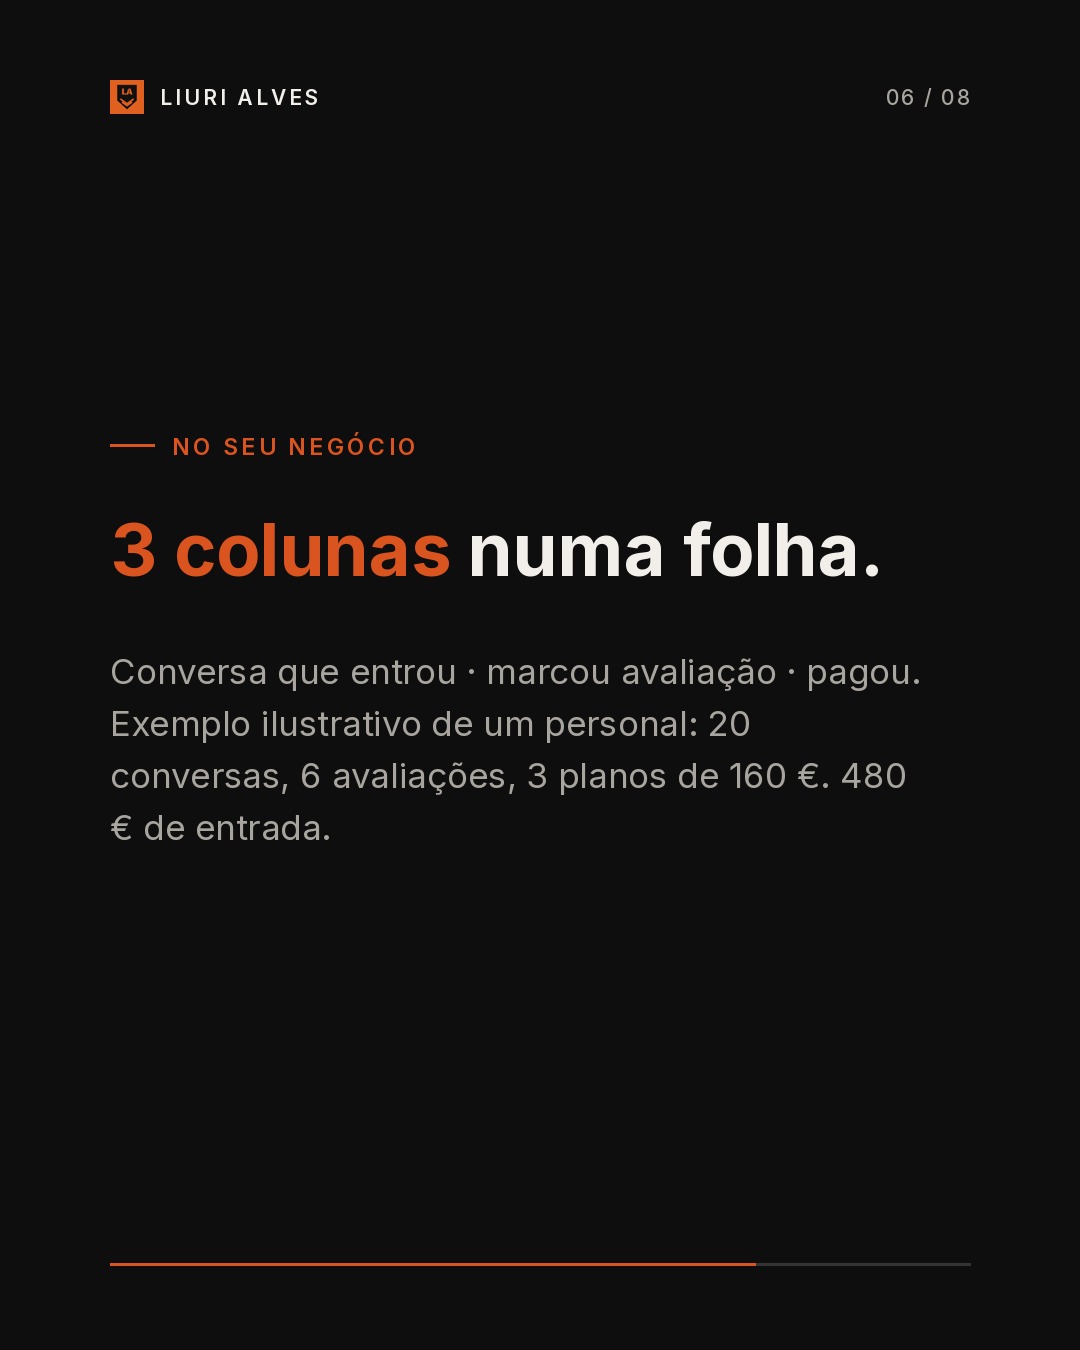 LA
LIURI ALVES
06 / 08
NO SEU NEGÓCIO
3 colunas numa folha.
Conversa que entrou · marcou avaliação · pagou.
Exemplo ilustrativo de um personal: 20
conversas, 6 avaliações, 3 planos de 160 €. 480
€ de entrada.